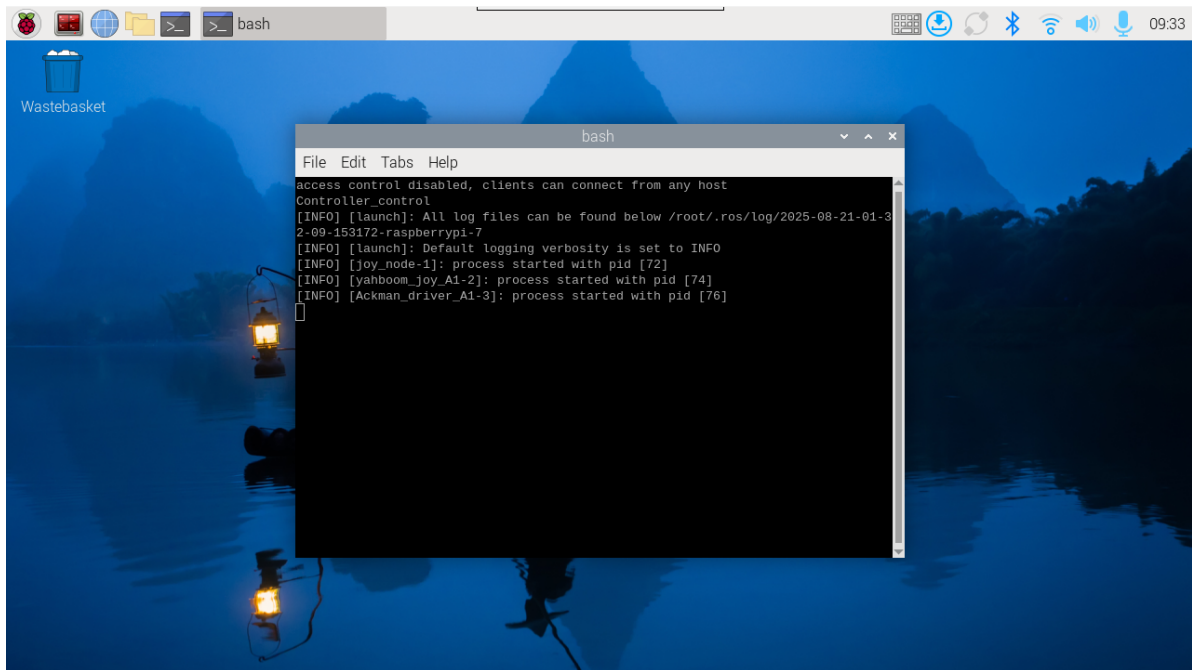 bash
09:33
Wastebasket
bash
File Edit Tabs Help
access control disabled, clients can connect from any host
Controller_control
[INFO] [launch]: All log files can be found below /root/.ros/log/2025-08-21-01-3
2-09-153172-raspberrypi-7
[INFO] [launch]: Default logging verbosity is set to INFO
[INFO] [joy_node-1]: process started with pid [72]
[INFO] [yahboom_joy_A1-2]: process started with pid [74]
[INFO] [Ackman_driver_A1-3]: process started with pid [76]